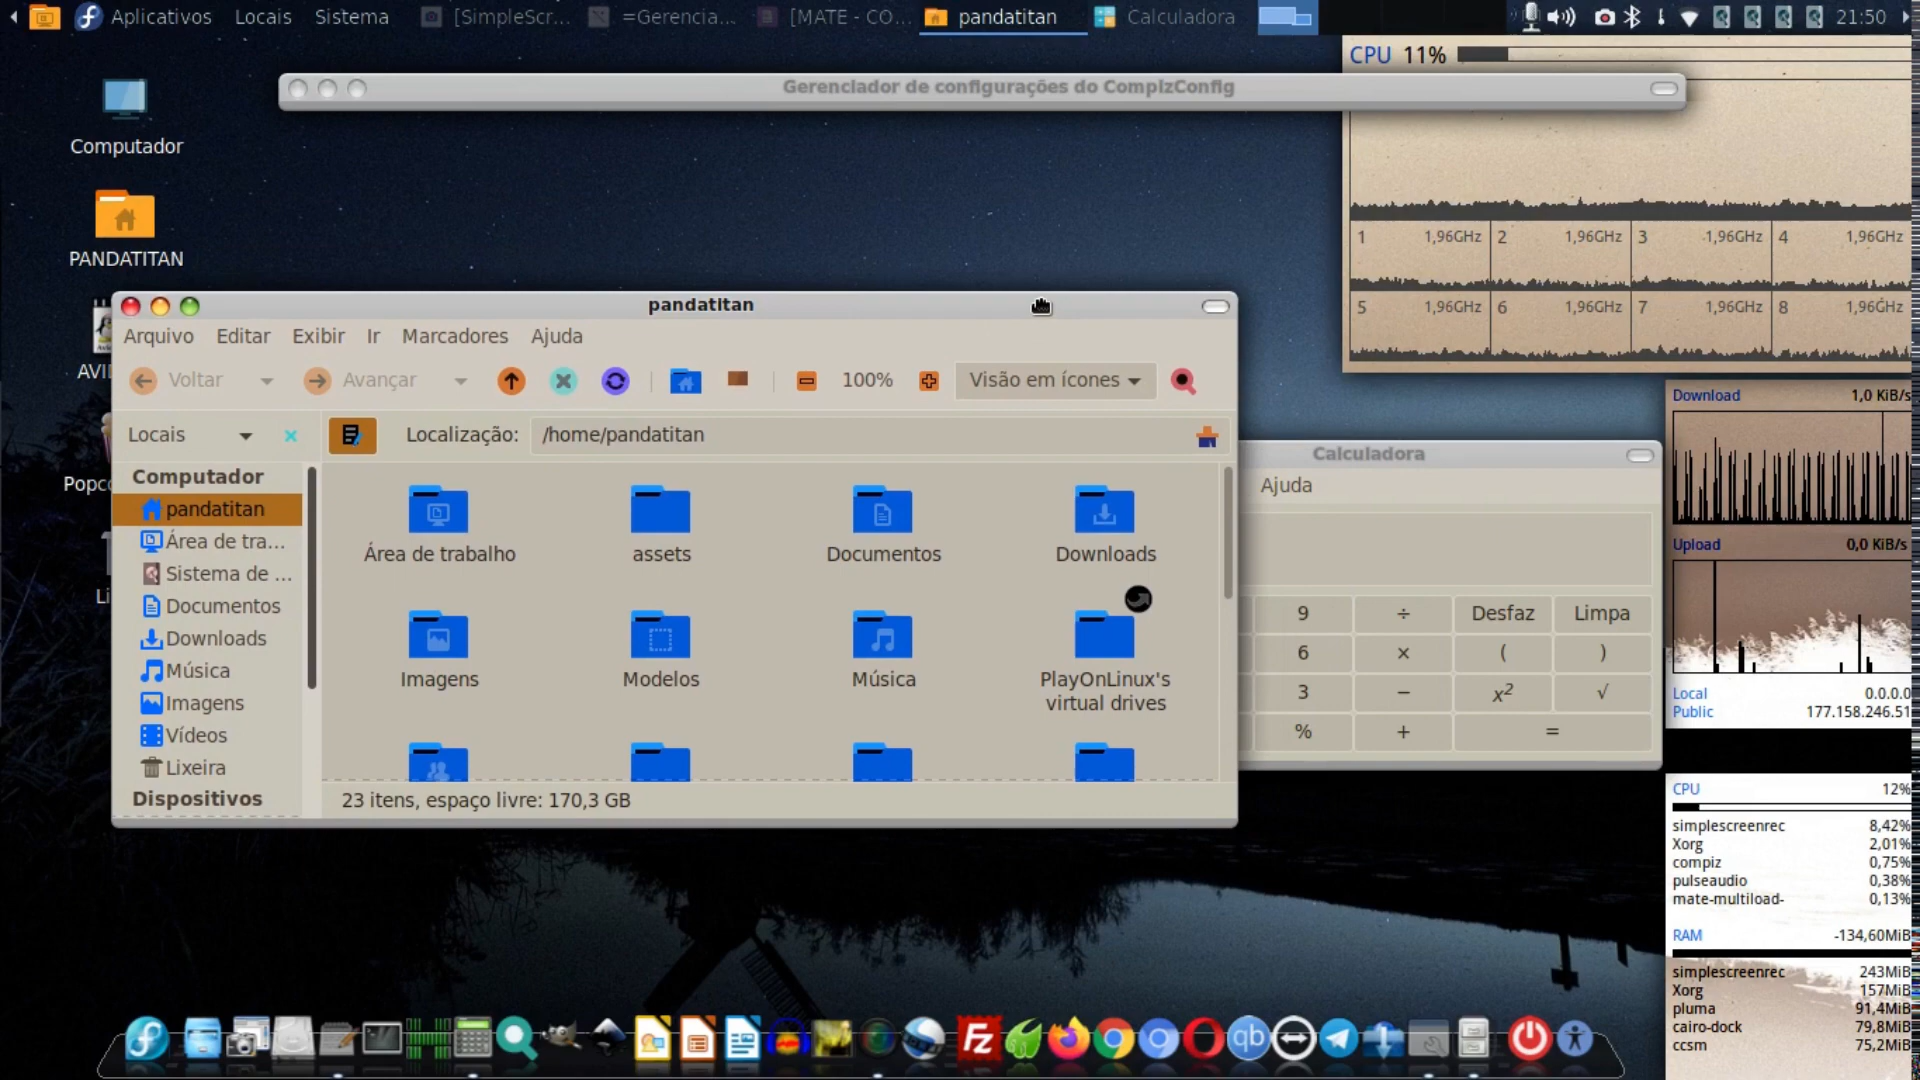 Aplicativos Locais Sistema [SimpleScr... =Gerencia... [MATE - CO... pandatitan Calculadora 21:50
CPU 11%
Gerenciador de configurações do CompizConfig
Computador
PANDATITAN
1 1,96GHz 2 1,96GHz 3 1,96GHz 4 1,96GHz
5 1,96GHz 6 1,96GHz 7 1,96GHz 8 1,96GHz
pandatitan
Arquivo Editar Exibir Ir Marcadores Ajuda
Voltar Avançar 100% Visão em ícones
Locais Localização: /home/pandatitan
Computador
pandatitan
Área de tra...
Sistema de ...
Documentos
Downloads
Música
Imagens
Vídeos
Lixeira
Dispositivos
Área de trabalho assets Documentos Downloads
Imagens Modelos Música PlayOnLinux's
virtual drives
23 itens, espaço livre: 170,3 GB
Calculadora
Ajuda
9 ÷ Desfaz Limpa
6 × ( )
3 − x² √
% + =
Download 1,0 KiB/s
Upload 0,0 KiB/s
Local 0.0.0.0
Public 177.158.246.51
CPU 12%
simplescreenrec 8,42%
Xorg 2,01%
compiz 0,75%
pulseaudio 0,38%
mate-multiload- 0,13%
RAM -134,60MiB
simplescreenrec 243MiB
Xorg 157MiB
pluma 91,4MiB
cairo-dock 79,8MiB
ccsm 75,2MiB
FZ
qb